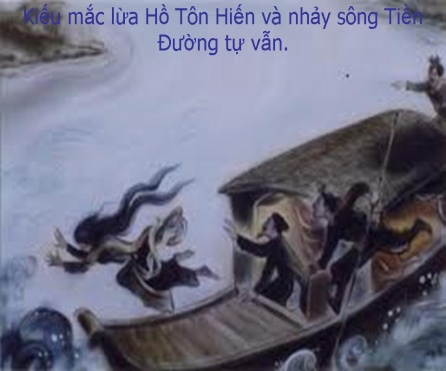 Kiều mắc lừa Hồ Tôn Hiến và nhảy sông Tiền
Đường tự vẫn.